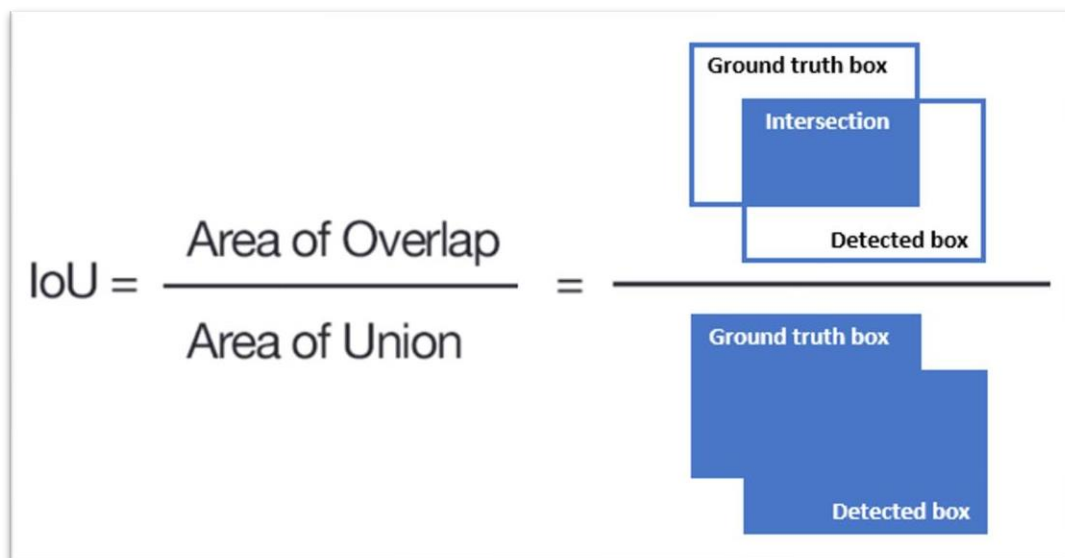 IoU =
Area of Overlap
Area of Union
=
Ground truth box
Intersection
Detected box
Ground truth box
Detected box